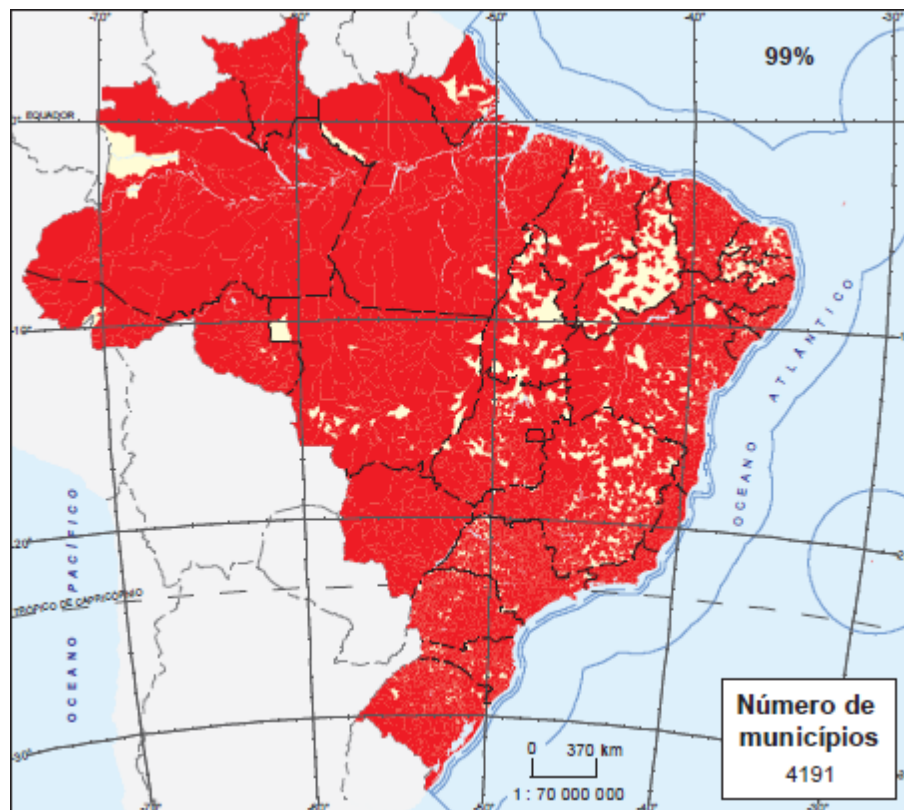 -70°
-60°
-50°
-40°
-30°
99%
EQUADOR
0°
-10°
OCEANO ATLÂNTICO
-20°
OCEANO PACÍFICO
TRÓPICO DE CAPRICÓRNIO
-30°
0 370 km
1 : 70 000 000
Número de
municípios
4191